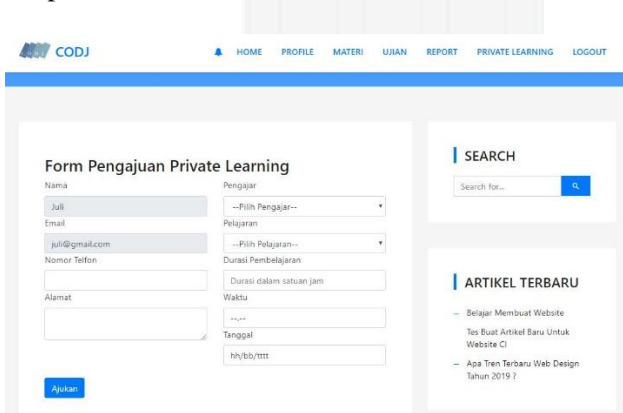 CODJ
HOME PROFILE MATERI UJIAN REPORT PRIVATE LEARNING LOGOUT
Form Pengajuan Private Learning
Nama
Juli
Email
juli@gmail.com
Nomor Telfon
Alamat
Ajukan
Pengajar
--Pilih Pengajar--
Pelajaran
--Pilih Pelajaran--
Durasi Pembelajaran
Durasi dalam satuan jam
Waktu
--.--
Tanggal
hh/bb/tttt
SEARCH
Search for...
ARTIKEL TERBARU
– Belajar Membuat Website
Tes Buat Artikel Baru Untuk
Website CI
– Apa Tren Terbaru Web Design
Tahun 2019 ?